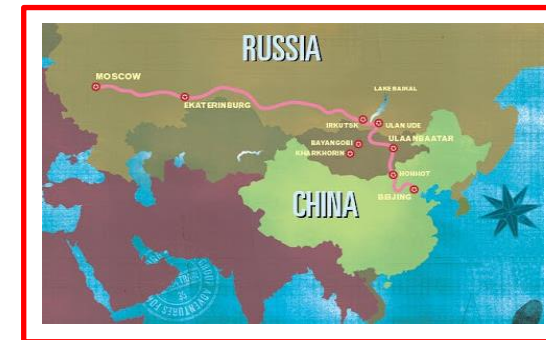 RUSSIA
MOSCOW
LAKE BAIKAL
EKATERINBURG
IRKUTSK
ULAN UDE
ULAANBAATAR
BAYANGOBI
KHARKHORIN
HOHHOT
BEIJING
CHINA